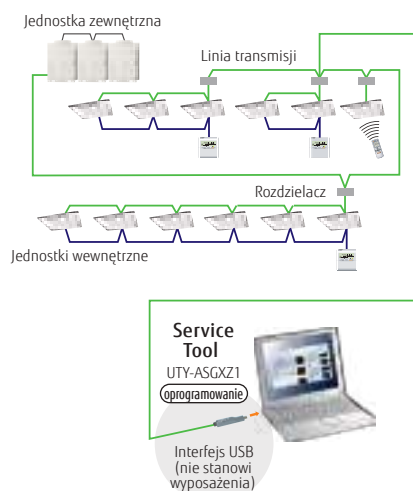 Jednostka zewnętrzna
Linia transmisji
Rozdzielacz
Jednostki wewnętrzne
Service
Tool
UTY-ASGXZ1
oprogramowanie
Interfejs USB
(nie stanowi
wyposażenia)